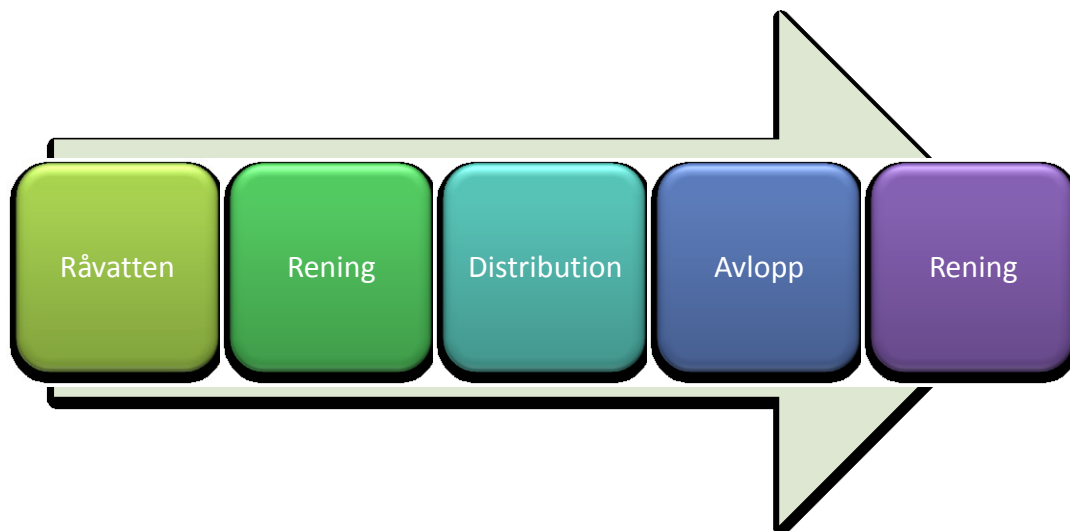 Råvatten
Rening
Distribution
Avlopp
Rening